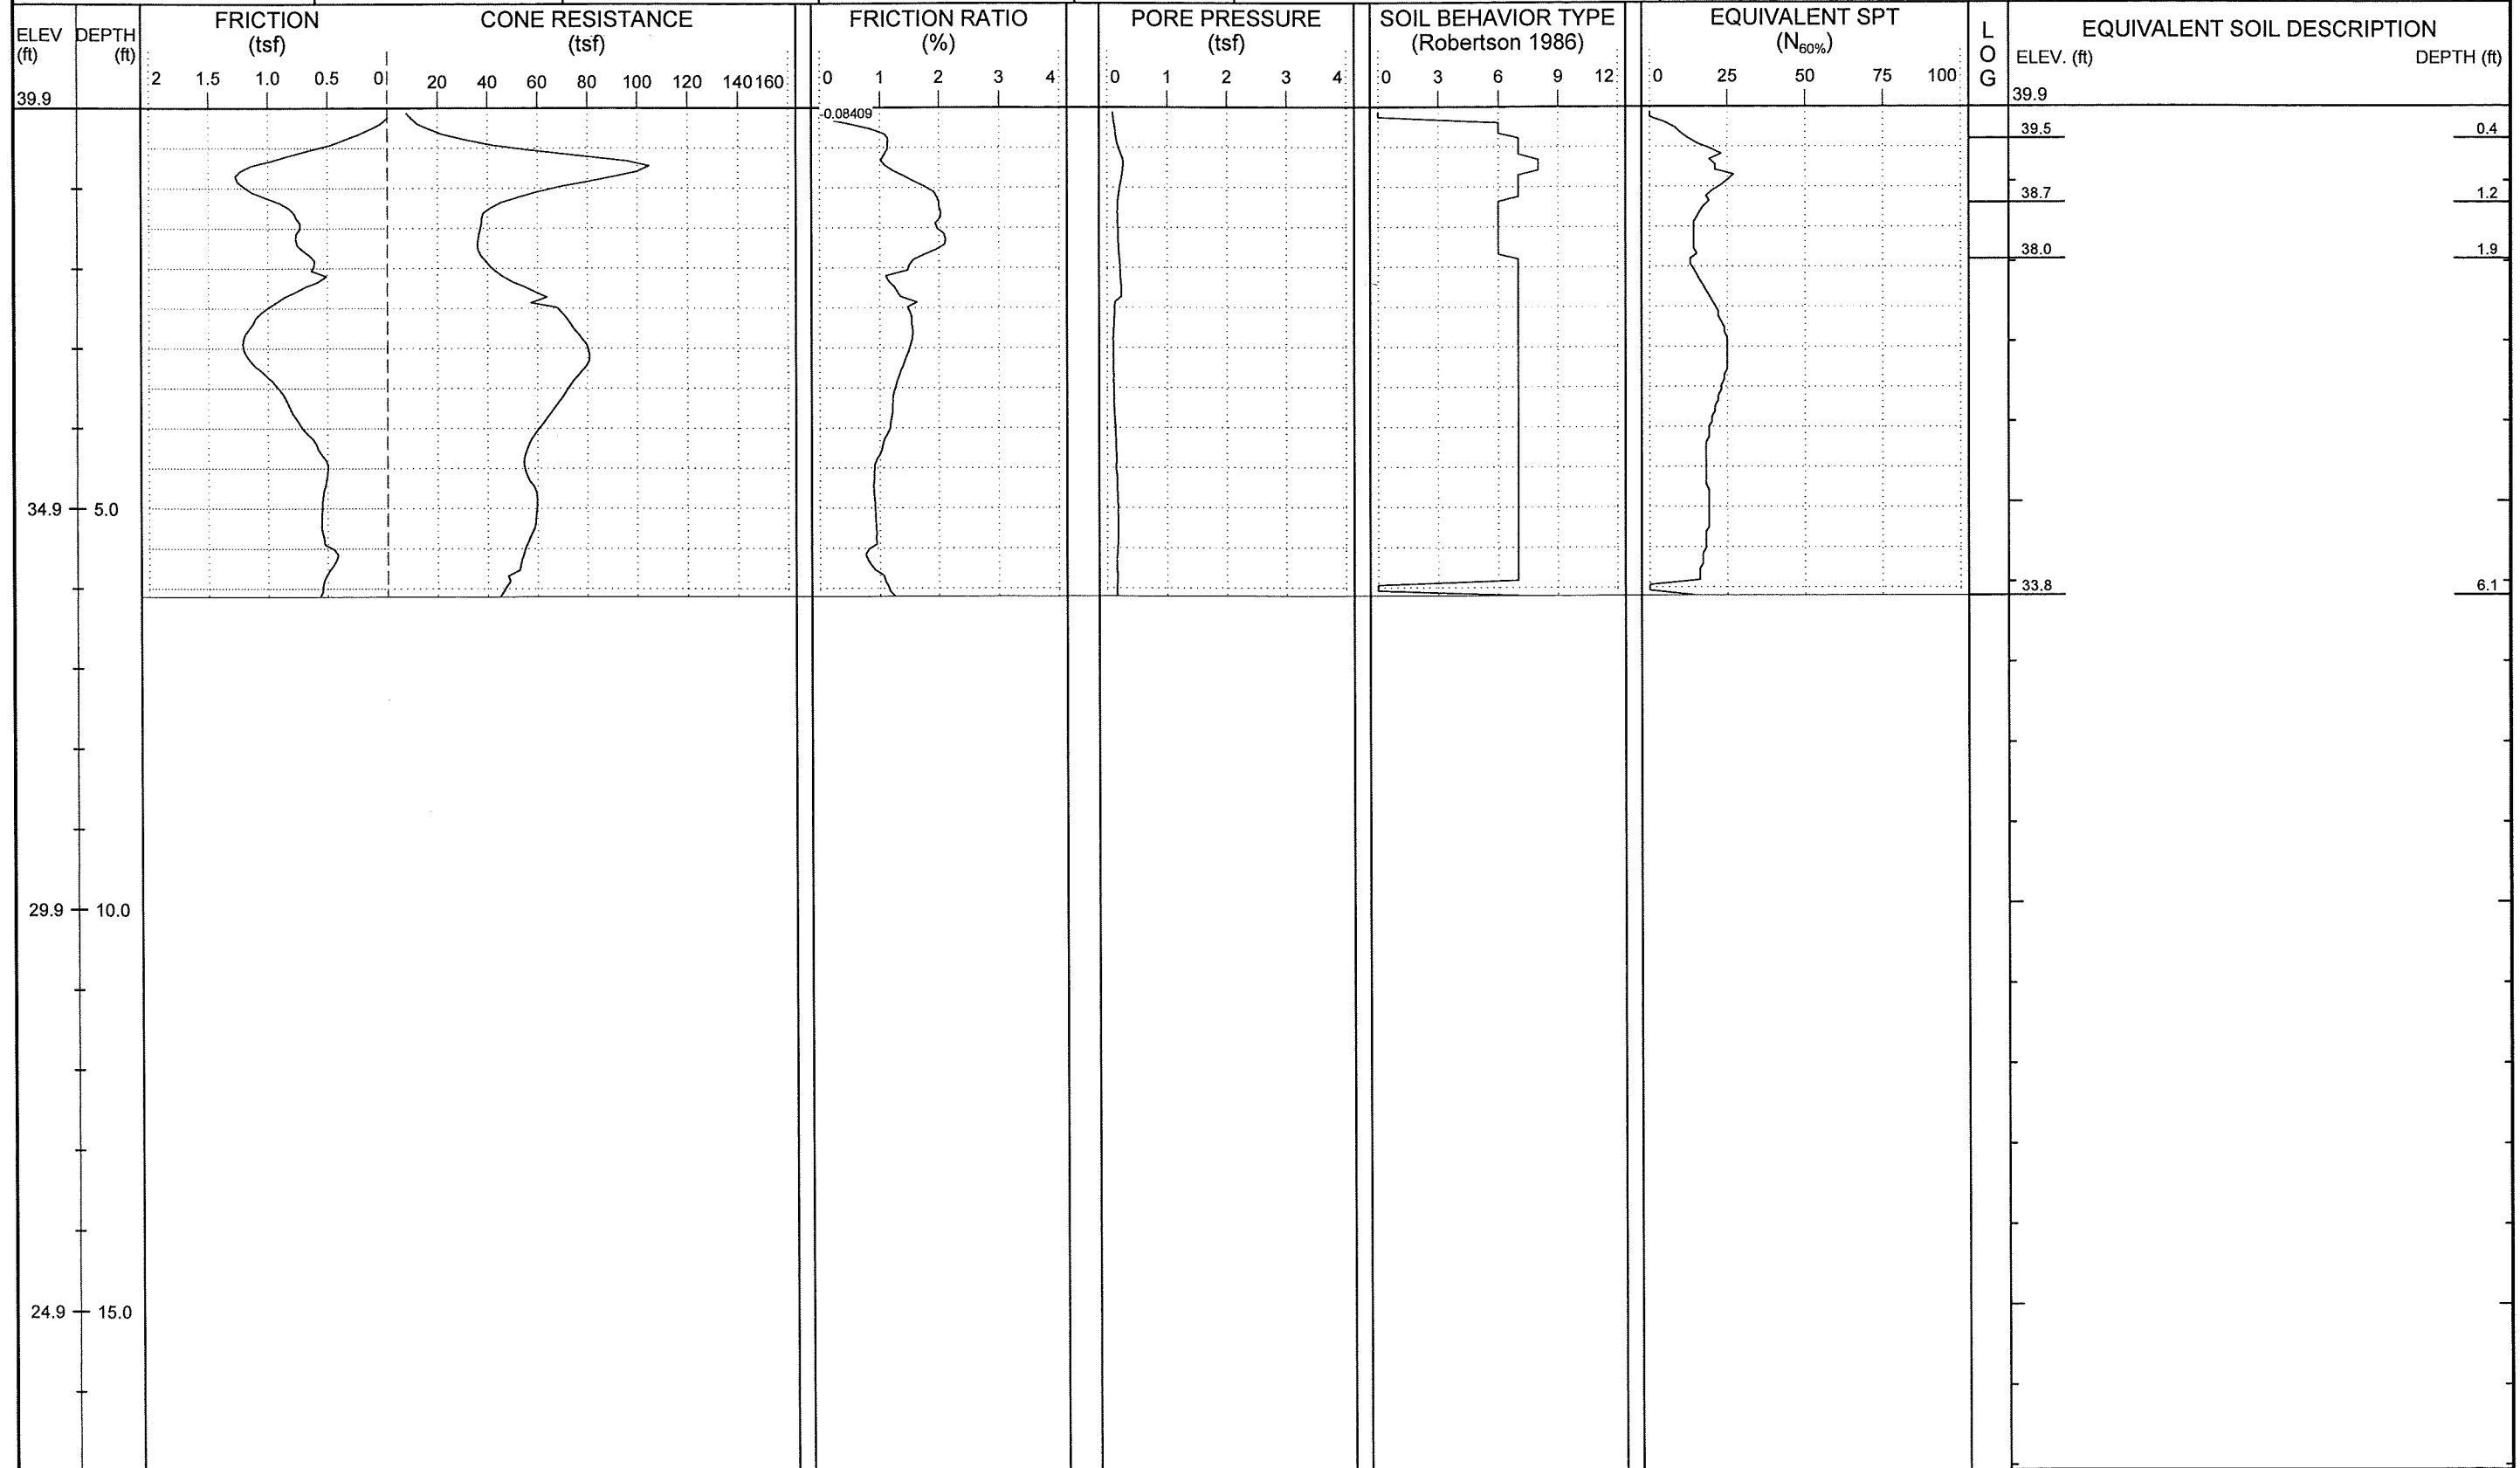 FRICTION CONE RESISTANCE FRICTION RATIO PORE PRESSURE SOIL BEHAVIOR TYPE EQUIVALENT SPT L
ELEV DEPTH (tsf) (tsf) (%) (tsf) (Robertson 1986) (N60%) O EQUIVALENT SOIL DESCRIPTION
(ft) (ft) G ELEV. (ft) DEPTH (ft)
2 1.5 1.0 0.5 0 20 40 60 80 100 120 140 160 0 1 2 3 4 0 1 2 3 4 0 3 6 9 12 0 25 50 75 100
39.9 39.9
-0.08409
39.5 0.4
38.7 1.2
38.0 1.9
34.9 5.0
33.8 6.1
29.9 10.0
24.9 15.0